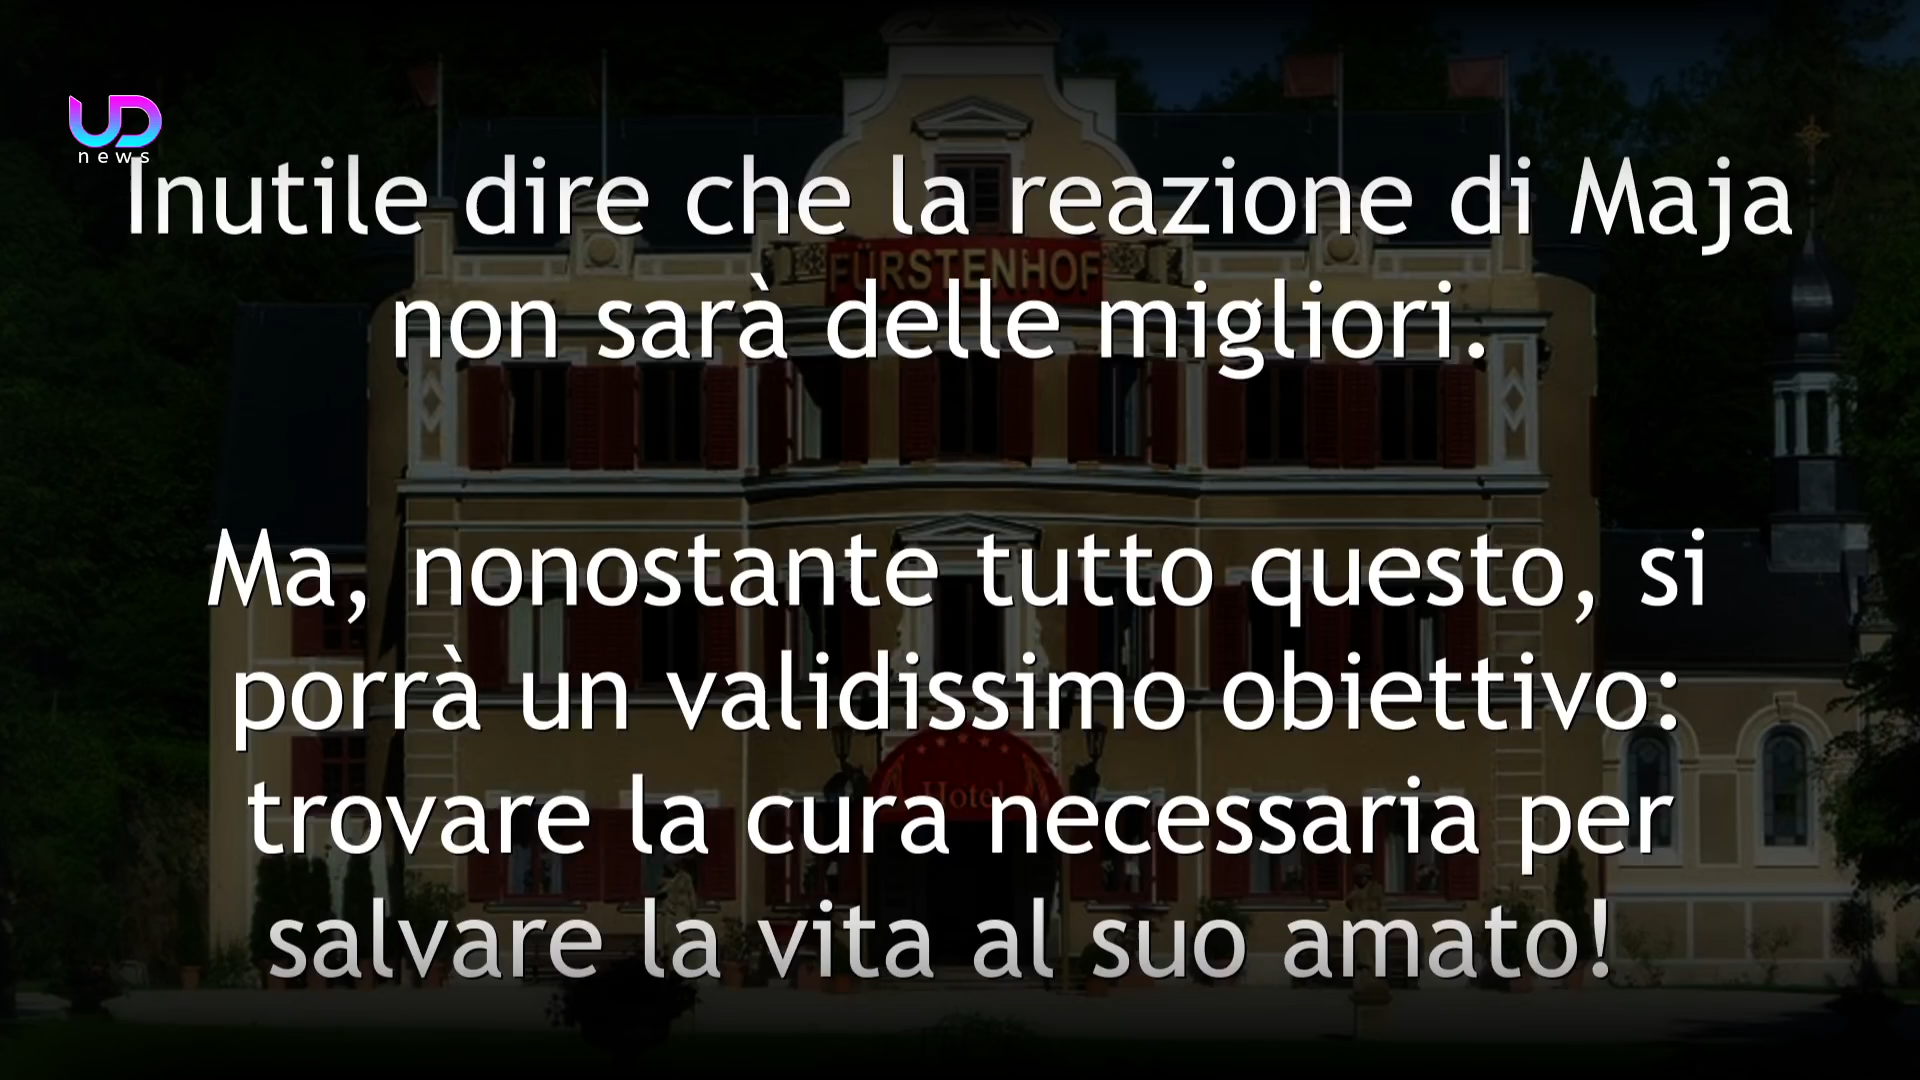 UD
news
Inutile dire che la reazione di Maja
FÜRSTENHOF
non sarà delle migliori.
Ma, nonostante tutto questo, si
porrà un validissimo obiettivo:
Hotel
trovare la cura necessaria per
salvare la vita al suo amato!